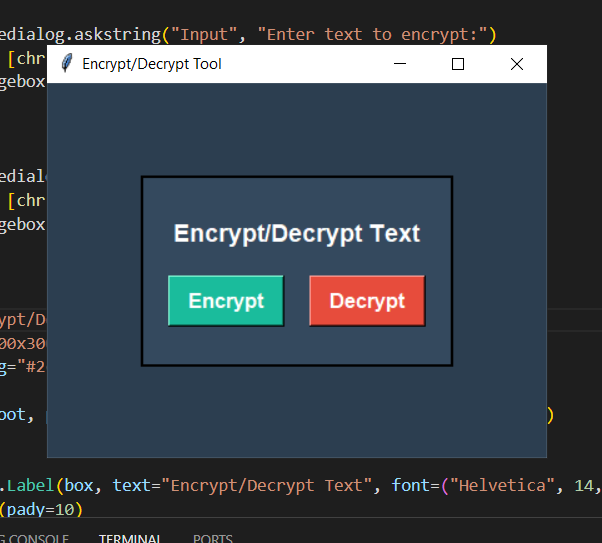 edialog.askstring("Input", "Enter text to encrypt:")
[chr
gebox
Encrypt/Decrypt Tool
edialo
[chr
gebox
Encrypt/Decrypt Text
Encrypt Decrypt
ypt/D
00x30
g="#2
oot, )
.Label(box, text="Encrypt/Decrypt Text", font=("Helvetica", 14,
(pady=10)
G CONSOLE TERMINAL PORTS